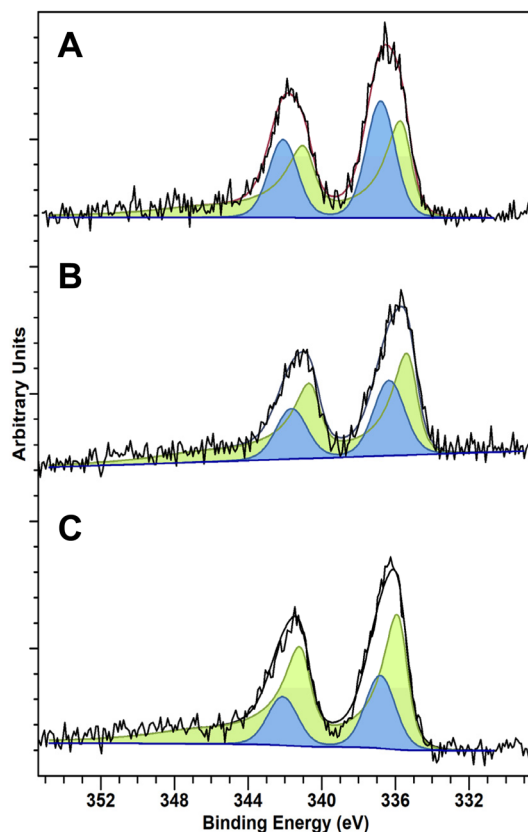 A
B
C
Arbitrary Units
352 348 344 340 336 332
Binding Energy (eV)